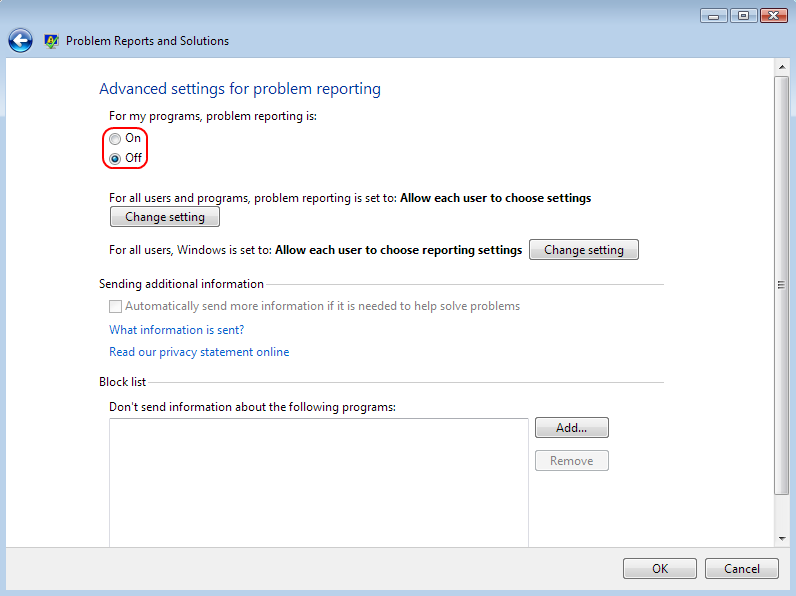 Problem Reports and Solutions
Advanced settings for problem reporting
For my programs, problem reporting is:
On
Off
For all users and programs, problem reporting is set to: Allow each user to choose settings
Change setting
For all users, Windows is set to: Allow each user to choose reporting settings Change setting
Sending additional information
Automatically send more information if it is needed to help solve problems
What information is sent?
Read our privacy statement online
Block list
Don't send information about the following programs:
Add...
Remove
OK Cancel